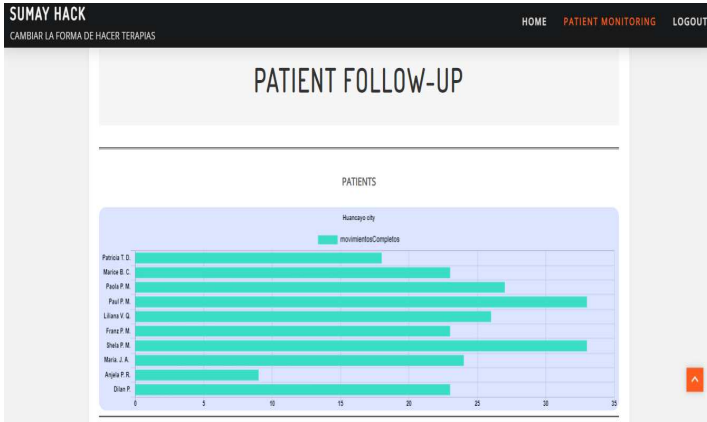 SUMAY HACK
CAMBIAR LA FORMA DE HACER TERAPIAS
HOME PATIENT MONITORING LOGOUT
PATIENT FOLLOW-UP
PATIENTS
Huancayo city
movimientosCompletos
Patricia T. D.
Marice B. C.
Paola P. M.
Paul P. M.
Liliana V. Q.
Franz P. M.
Shela P. M.
Maria. J. A.
Anjela P. R.
Dilan P.
0 5 10 15 20 25 30 35